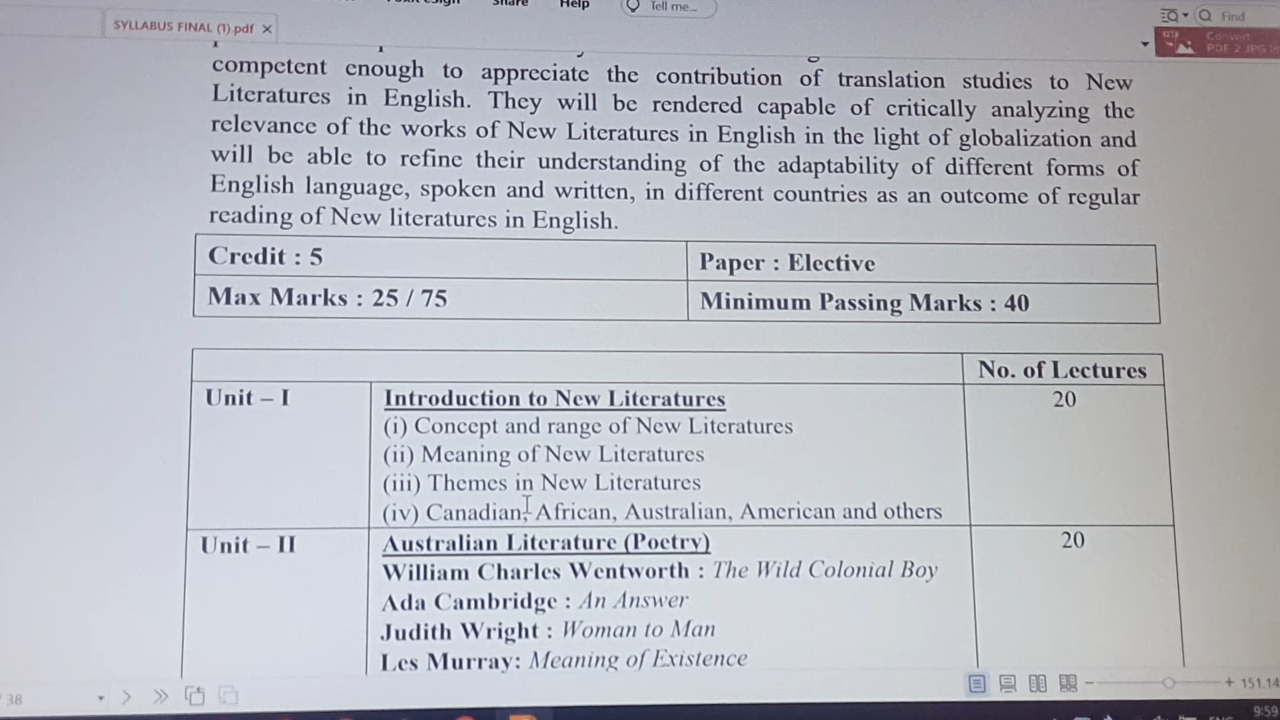 Share
Help
Tell me...
SYLLABUS FINAL (1).pdf
Find
Convert
PDF 2 JPG
competent enough to appreciate the contribution of translation studies to New
Literatures in English. They will be rendered capable of critically analyzing the
relevance of the works of New Literatures in English in the light of globalization and
will be able to refine their understanding of the adaptability of different forms of
English language, spoken and written, in different countries as an outcome of regular
reading of New literatures in English.
Credit : 5
Paper : Elective
Max Marks : 25 / 75
Minimum Passing Marks : 40
No. of Lectures
Unit – I
Introduction to New Literatures
20
(i) Concept and range of New Literatures
(ii) Meaning of New Literatures
(iii) Themes in New Literatures
(iv) Canadian, African, Australian, American and others
Unit – II
Australian Literature (Poetry)
20
William Charles Wentworth : The Wild Colonial Boy
Ada Cambridge : An Answer
Judith Wright : Woman to Man
Les Murray: Meaning of Existence
/ 38
151.14
9:59